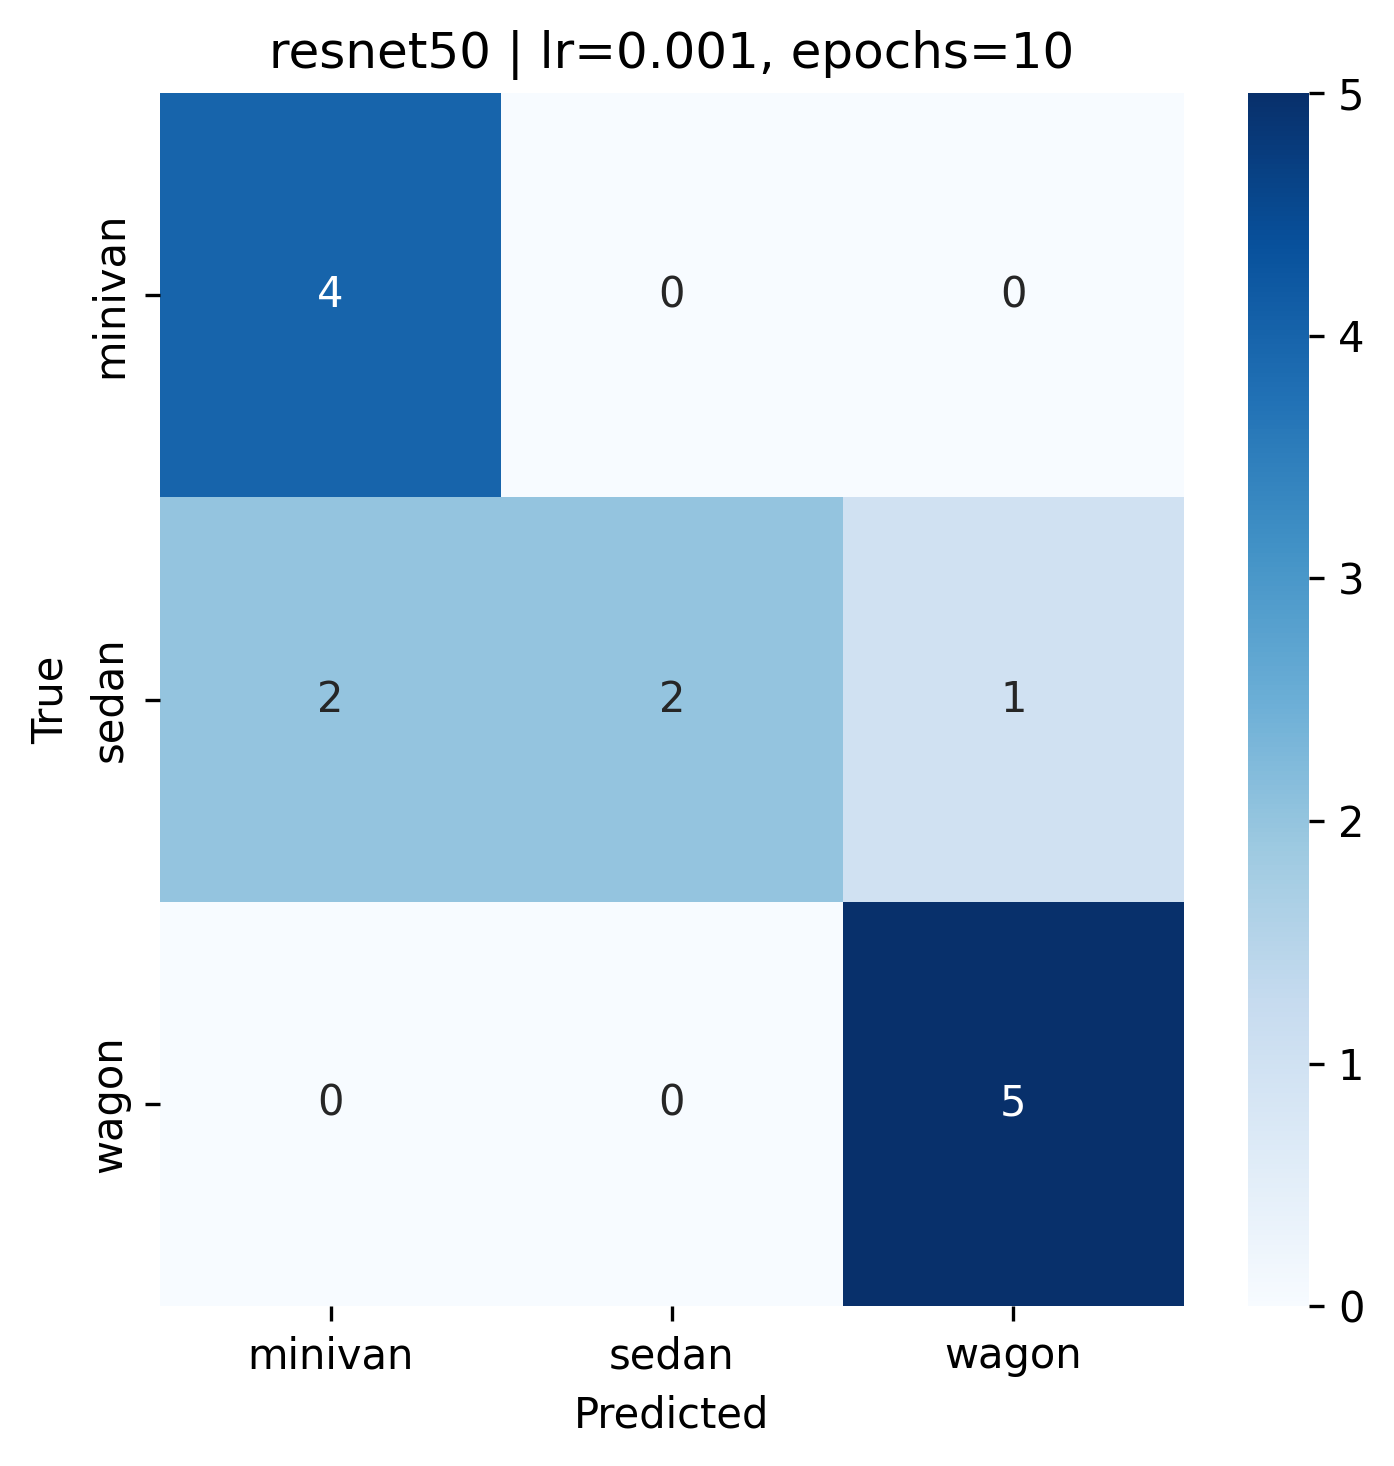 resnet50 | lr=0.001, epochs=10
True
minivan
4 0 0
sedan
2 2 1
wagon
0 0 5
minivan sedan wagon
Predicted
5
4
3
2
1
0